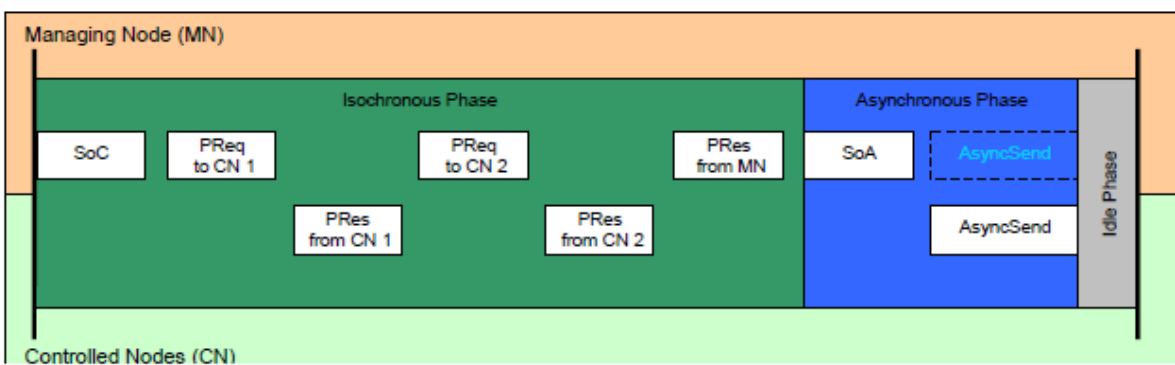 Managing Node (MN)
Isochronous Phase
Asynchronous Phase
SoC
PReq
to CN 1
PReq
to CN 2
PRes
from MN
SoA
AsyncSend
PRes
from CN 1
PRes
from CN 2
AsyncSend
Idle Phase
Controlled Nodes (CN)